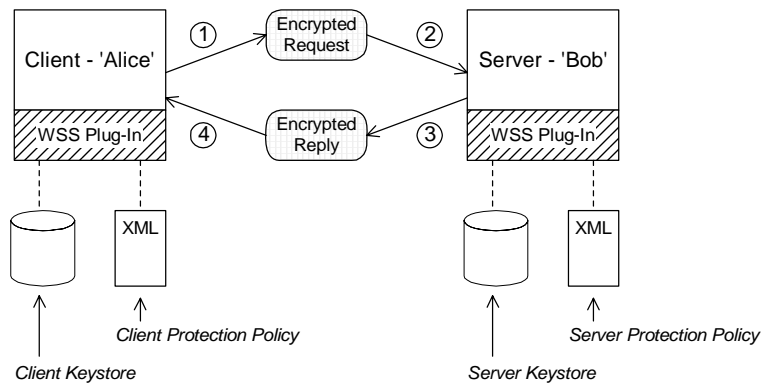 1
Encrypted
Request
2
Client - 'Alice'
Server - 'Bob'
WSS Plug-In
4
Encrypted
Reply
3
WSS Plug-In
XML
XML
Client Protection Policy
Server Protection Policy
Client Keystore
Server Keystore